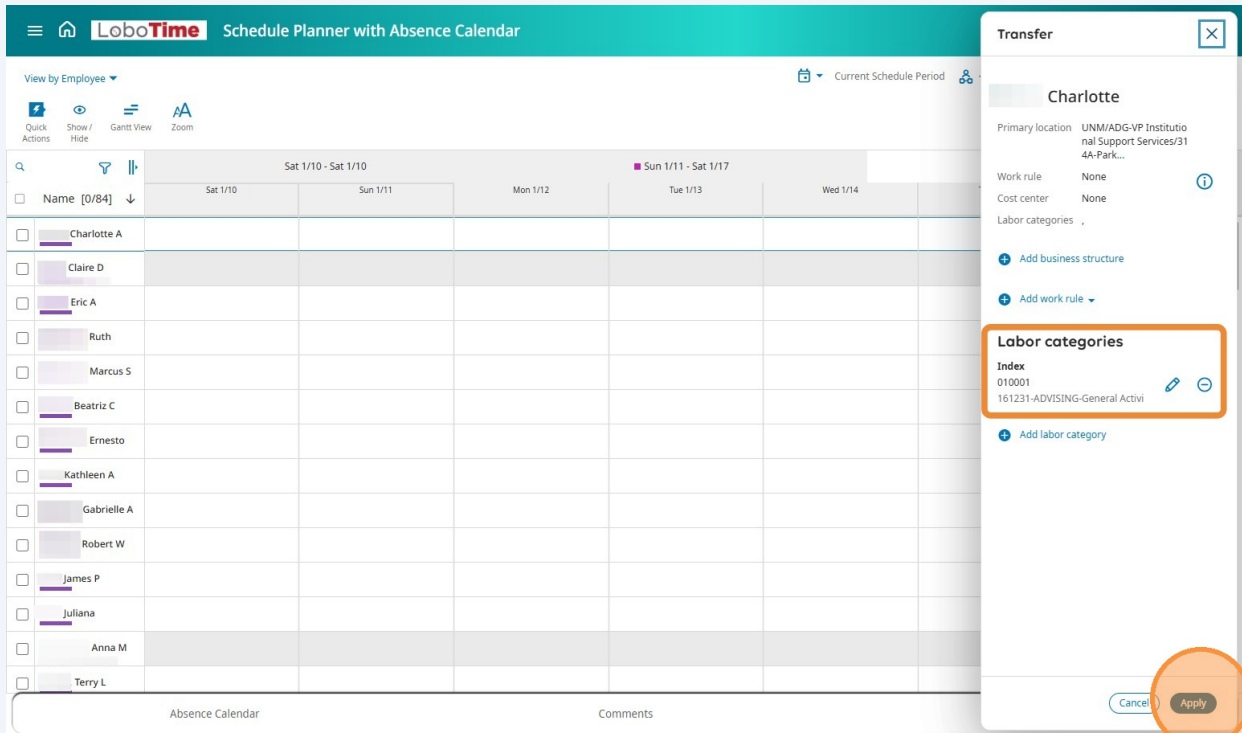 LoboTime Schedule Planner with Absence Calendar
View by Employee
Current Schedule Period
Quick Actions
Show / Hide
Gantt View
Zoom
Sat 1/10 - Sat 1/10
Sun 1/11 - Sat 1/17
Name [0/84]
Sat 1/10
Sun 1/11
Mon 1/12
Tue 1/13
Wed 1/14
Charlotte A
Claire D
Eric A
Ruth
Marcus S
Beatriz C
Ernesto
Kathleen A
Gabrielle A
Robert W
James P
Juliana
Anna M
Terry L
Absence Calendar
Comments
Transfer
Charlotte
Primary location UNM/ADG-VP Institutio
nal Support Services/31
4A-Park...
Work rule None
Cost center None
Labor categories ,
Add business structure
Add work rule
Labor categories
Index
010001
161231-ADVISING-General Activi
Add labor category
Cancel
Apply